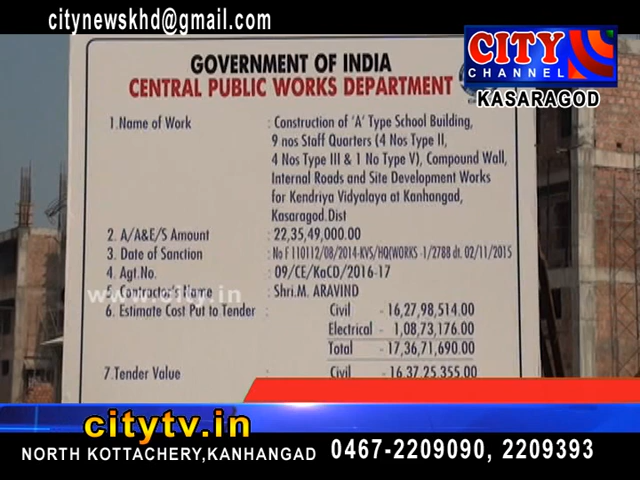 citynewskhd@gmail.com
CITY
CHANNEL
KASARAGOD
GOVERNMENT OF INDIA
CENTRAL PUBLIC WORKS DEPARTMENT
1.Name of Work : Construction of 'A' Type School Building,
9 nos Staff Quarters (4 Nos Type II,
4 Nos Type III & 1 No Type V), Compound Wall,
Internal Roads and Site Development Works
for Kendriya Vidyalaya at Kanhangad,
Kasaragod.Dist
2. A/A&E/S Amount : 22,35,49,000.00
3. Date of Sanction : No F 110112/08/2014-KVS/HQ(WORKS -1/2788 dt. 02/11/2015
4. Agt.No. : 09/CE/KoCD/2016-17
5. Contractor's Name : Shri.M. ARAVIND
www.city.in
6. Estimate Cost Put to Tender : Civil - 16,27,98,514.00
Electrical - 1,08,73,176.00
Total - 17,36,71,690.00
7.Tender Value : Civil - 16,37,25,355.00
citytv.in
NORTH KOTTACHERY,KANHANGAD 0467-2209090, 2209393